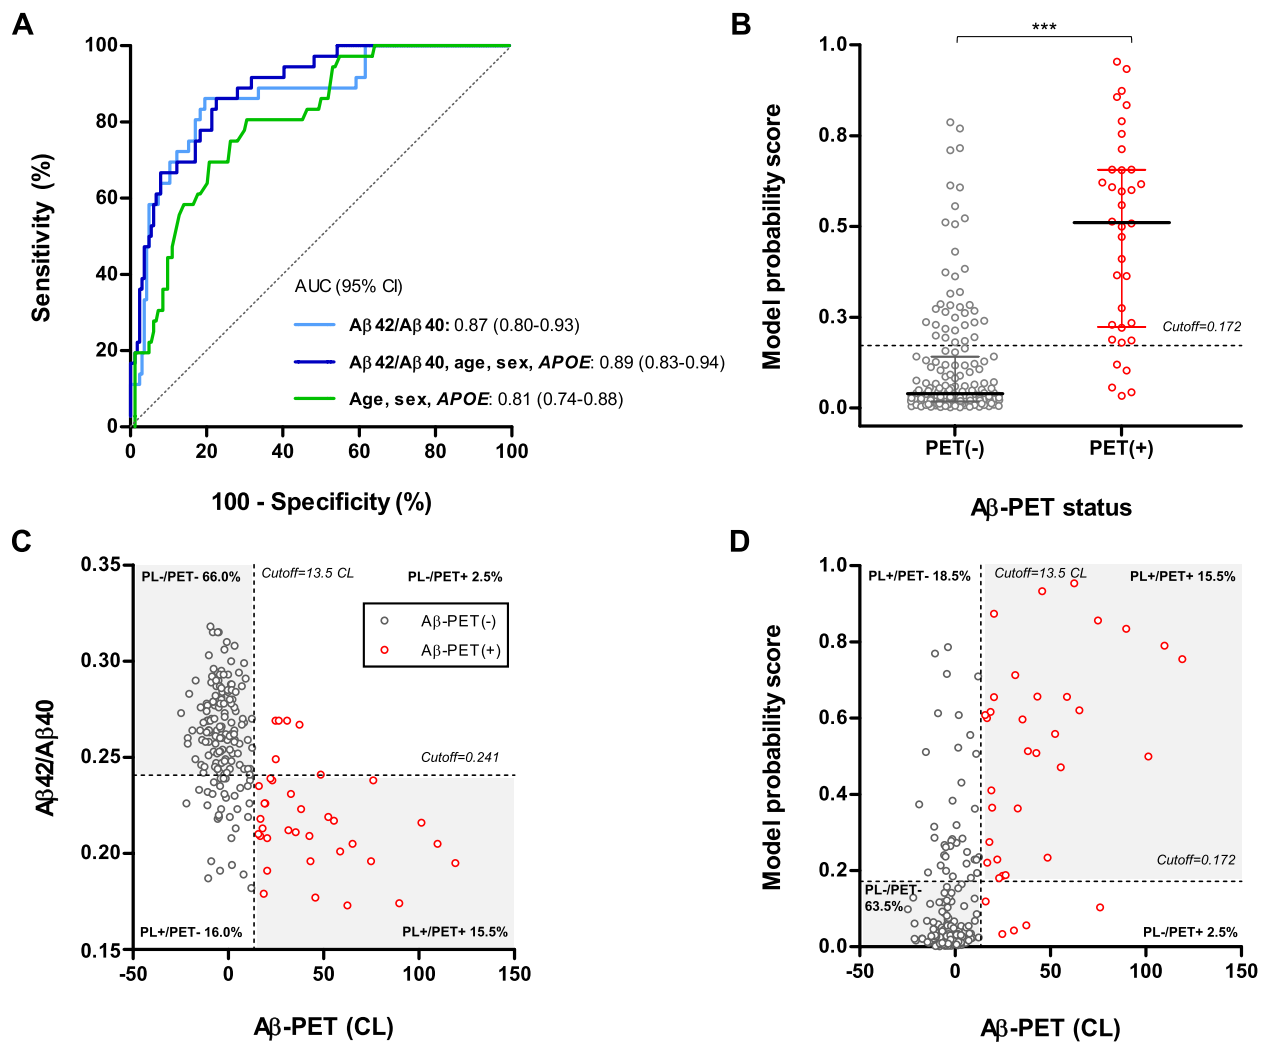 A
100
80
60
40
20
0
0 20 40 60 80 100
Sensitivity (%)
100 - Specificity (%)
AUC (95% CI)
Aβ42/Aβ40: 0.87 (0.80-0.93)
Aβ42/Aβ40, age, sex, APOE: 0.89 (0.83-0.94)
Age, sex, APOE: 0.81 (0.74-0.88)
B
***
1.0
0.8
0.5
0.3
0.0
Model probability score
Cutoff=0.172
PET(-) PET(+)
Aβ-PET status
C
0.35
0.30
0.25
0.20
0.15
-50 0 50 100 150
Aβ42/Aβ40
Aβ-PET (CL)
PL-/PET- 66.0%
Cutoff=13.5 CL
PL-/PET+ 2.5%
Aβ-PET(-)
Aβ-PET(+)
Cutoff=0.241
PL+/PET- 16.0%
PL+/PET+ 15.5%
D
1.0
0.8
0.6
0.4
0.2
0.0
-50 0 50 100 150
Model probability score
Aβ-PET (CL)
PL+/PET- 18.5%
Cutoff=13.5 CL
PL+/PET+ 15.5%
Cutoff=0.172
PL-/PET-
63.5%
PL-/PET+ 2.5%